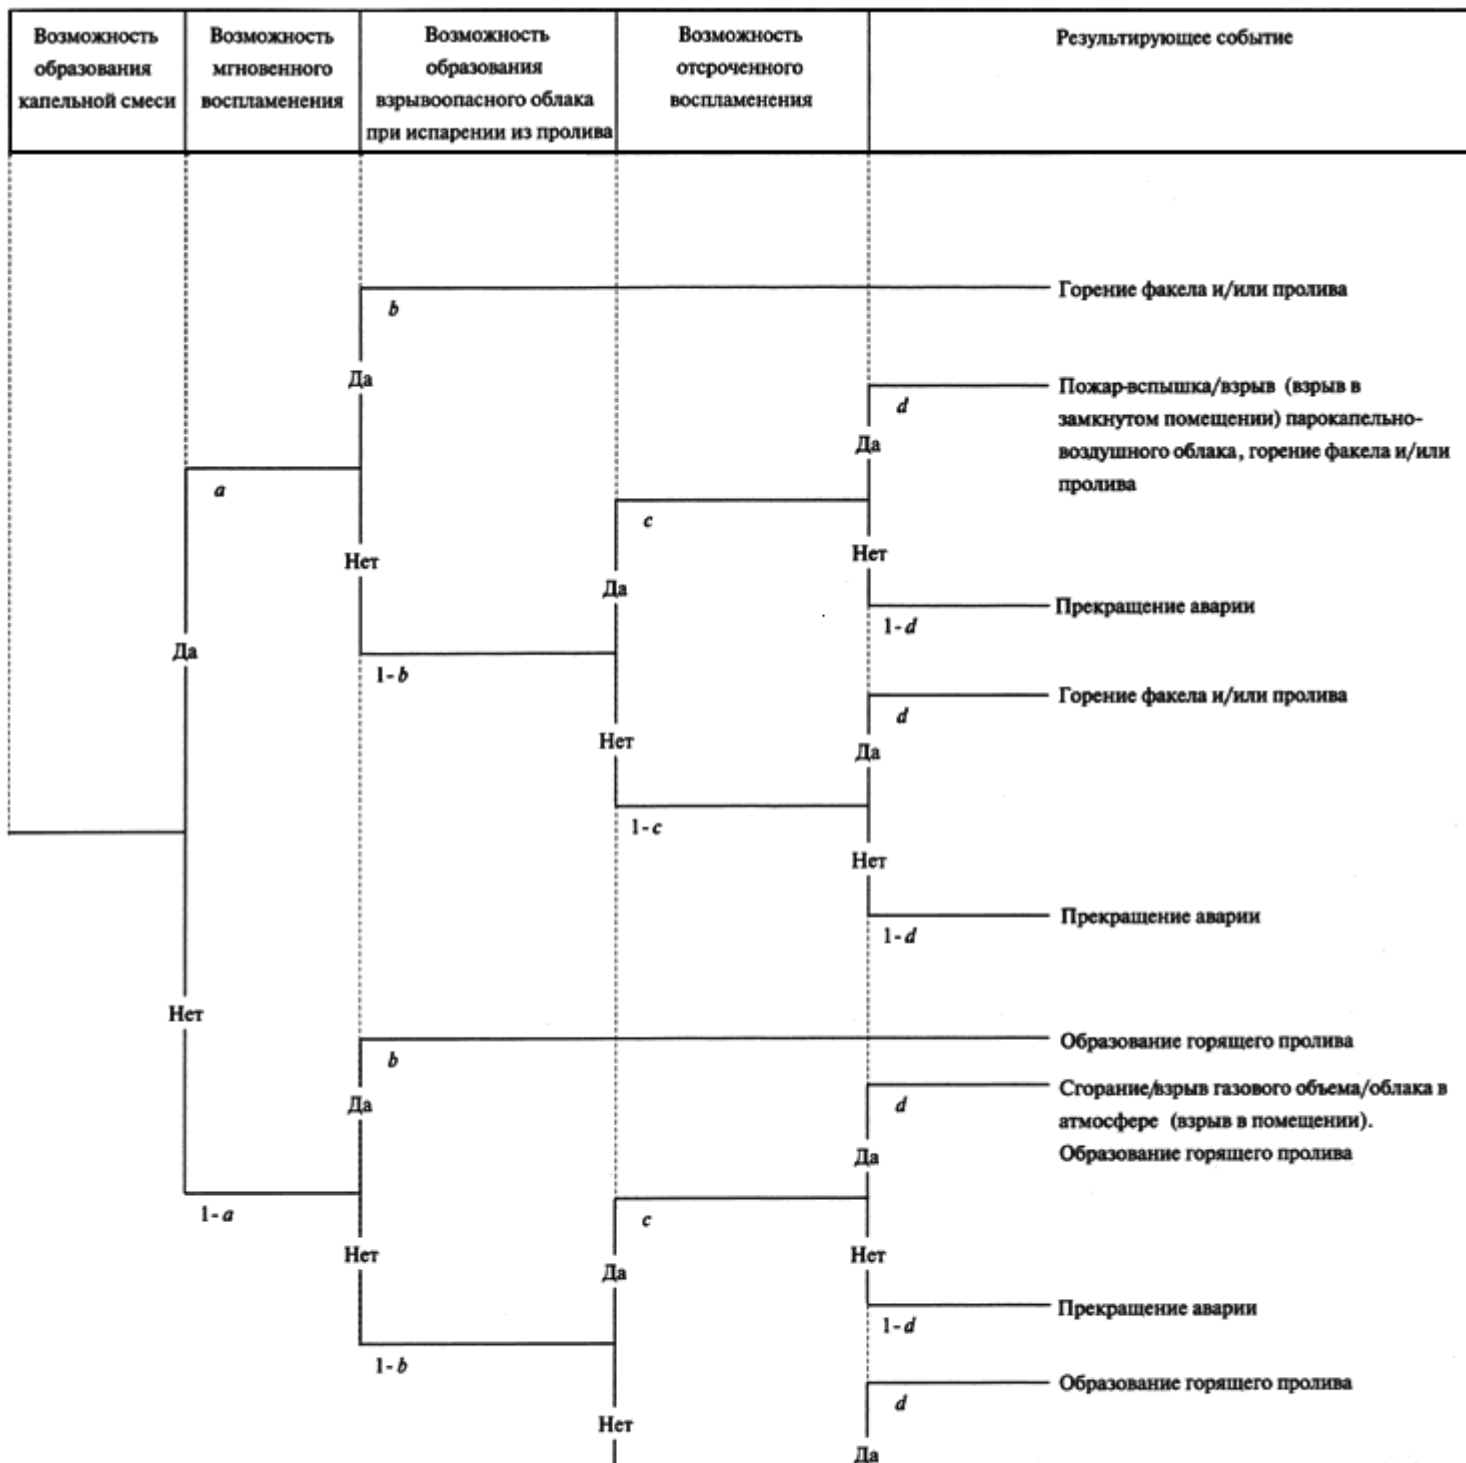 Возможность
образования
капельной смеси
Возможность
мгновенного
воспламенения
Возможность
образования
взрывоопасного облака
при испарении из пролива
Возможность
отсроченного
воспламенения
Результирующее событие
b
Горение факела и/или пролива
Да
d
Пожар-вспышка/взрыв (взрыв в
замкнутом помещении) парокапельно-
воздушного облака, горение факела и/или
пролива
Да
a
c
Нет
Нет
Да
1-d
Прекращение аварии
Да
1-b
d
Горение факела и/или пролива
Нет
Да
1-c
Нет
1-d
Прекращение аварии
Нет
b
Образование горящего пролива
Да
d
Сгорание/взрыв газового объема/облака в
атмосфере (взрыв в помещении).
Образование горящего пролива
Да
1-a
c
Нет
Нет
Да
1-d
Прекращение аварии
1-b
d
Образование горящего пролива
Нет
Да